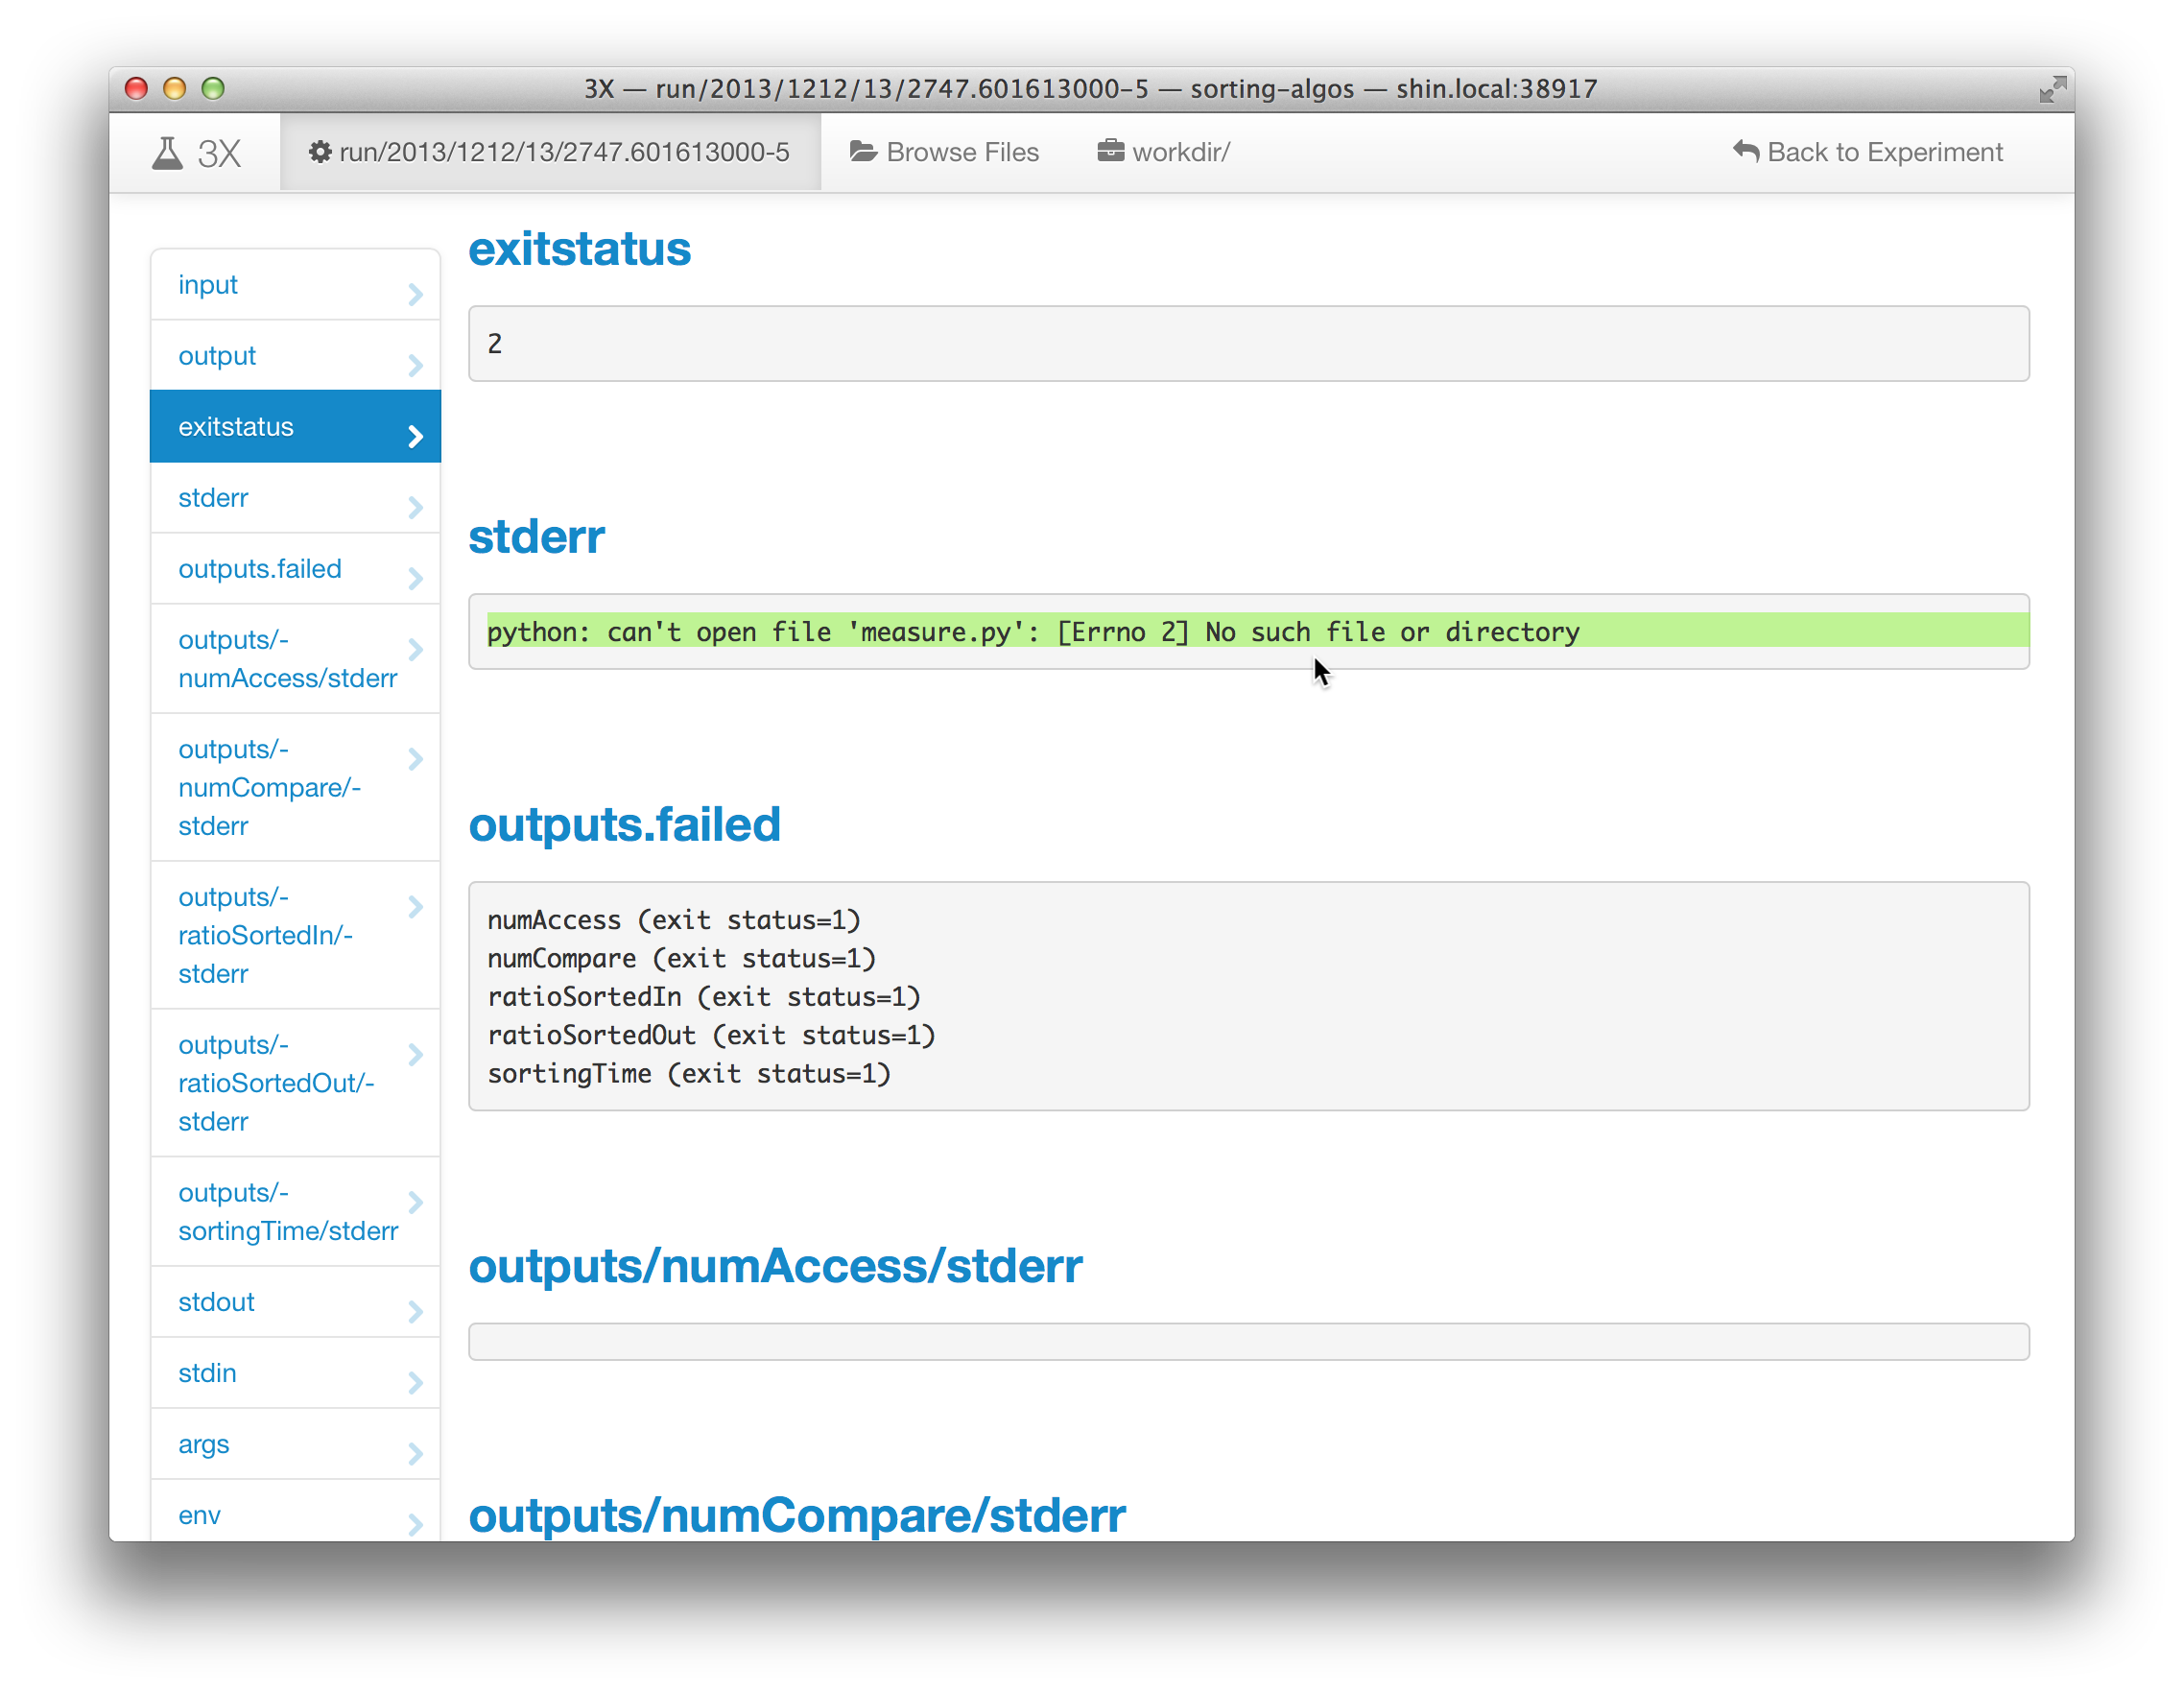 3X — run/2013/1212/13/2747.601613000-5 — sorting-algos — shin.local:38917
3X
run/2013/1212/13/2747.601613000-5
Browse Files
workdir/
Back to Experiment
input
output
exitstatus
stderr
outputs.failed
outputs/-
numAccess/stderr
outputs/-
numCompare/-
stderr
outputs/-
ratioSortedIn/-
stderr
outputs/-
ratioSortedOut/-
stderr
outputs/-
sortingTime/stderr
stdout
stdin
args
env
exitstatus
2
stderr
python: can't open file 'measure.py': [Errno 2] No such file or directory
outputs.failed
numAccess (exit status=1)
numCompare (exit status=1)
ratioSortedIn (exit status=1)
ratioSortedOut (exit status=1)
sortingTime (exit status=1)
outputs/numAccess/stderr
outputs/numCompare/stderr